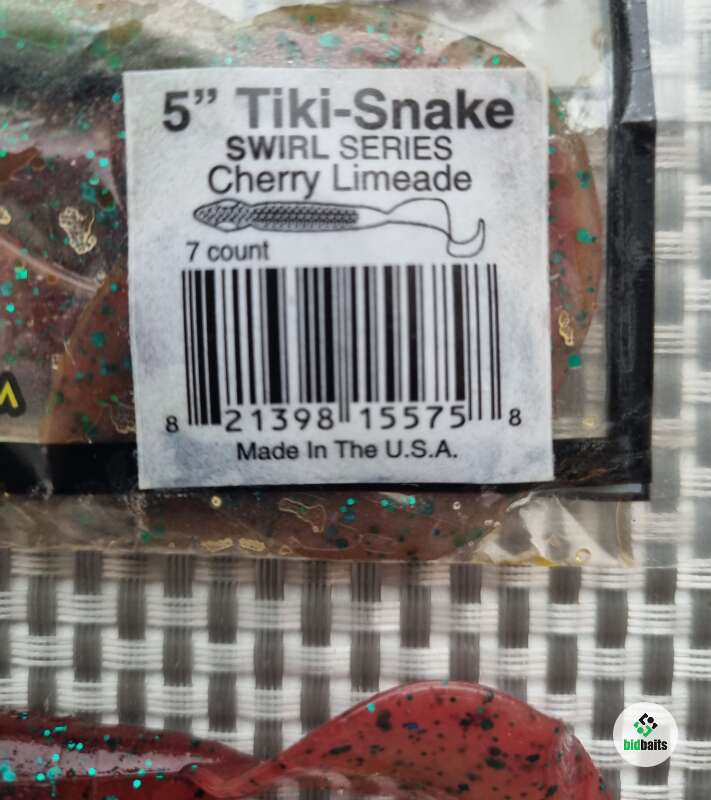 5” Tiki-Snake
SWIRL SERIES
Cherry Limeade
7 count
8 21398 15575 8
Made In The U.S.A.
bidbaits